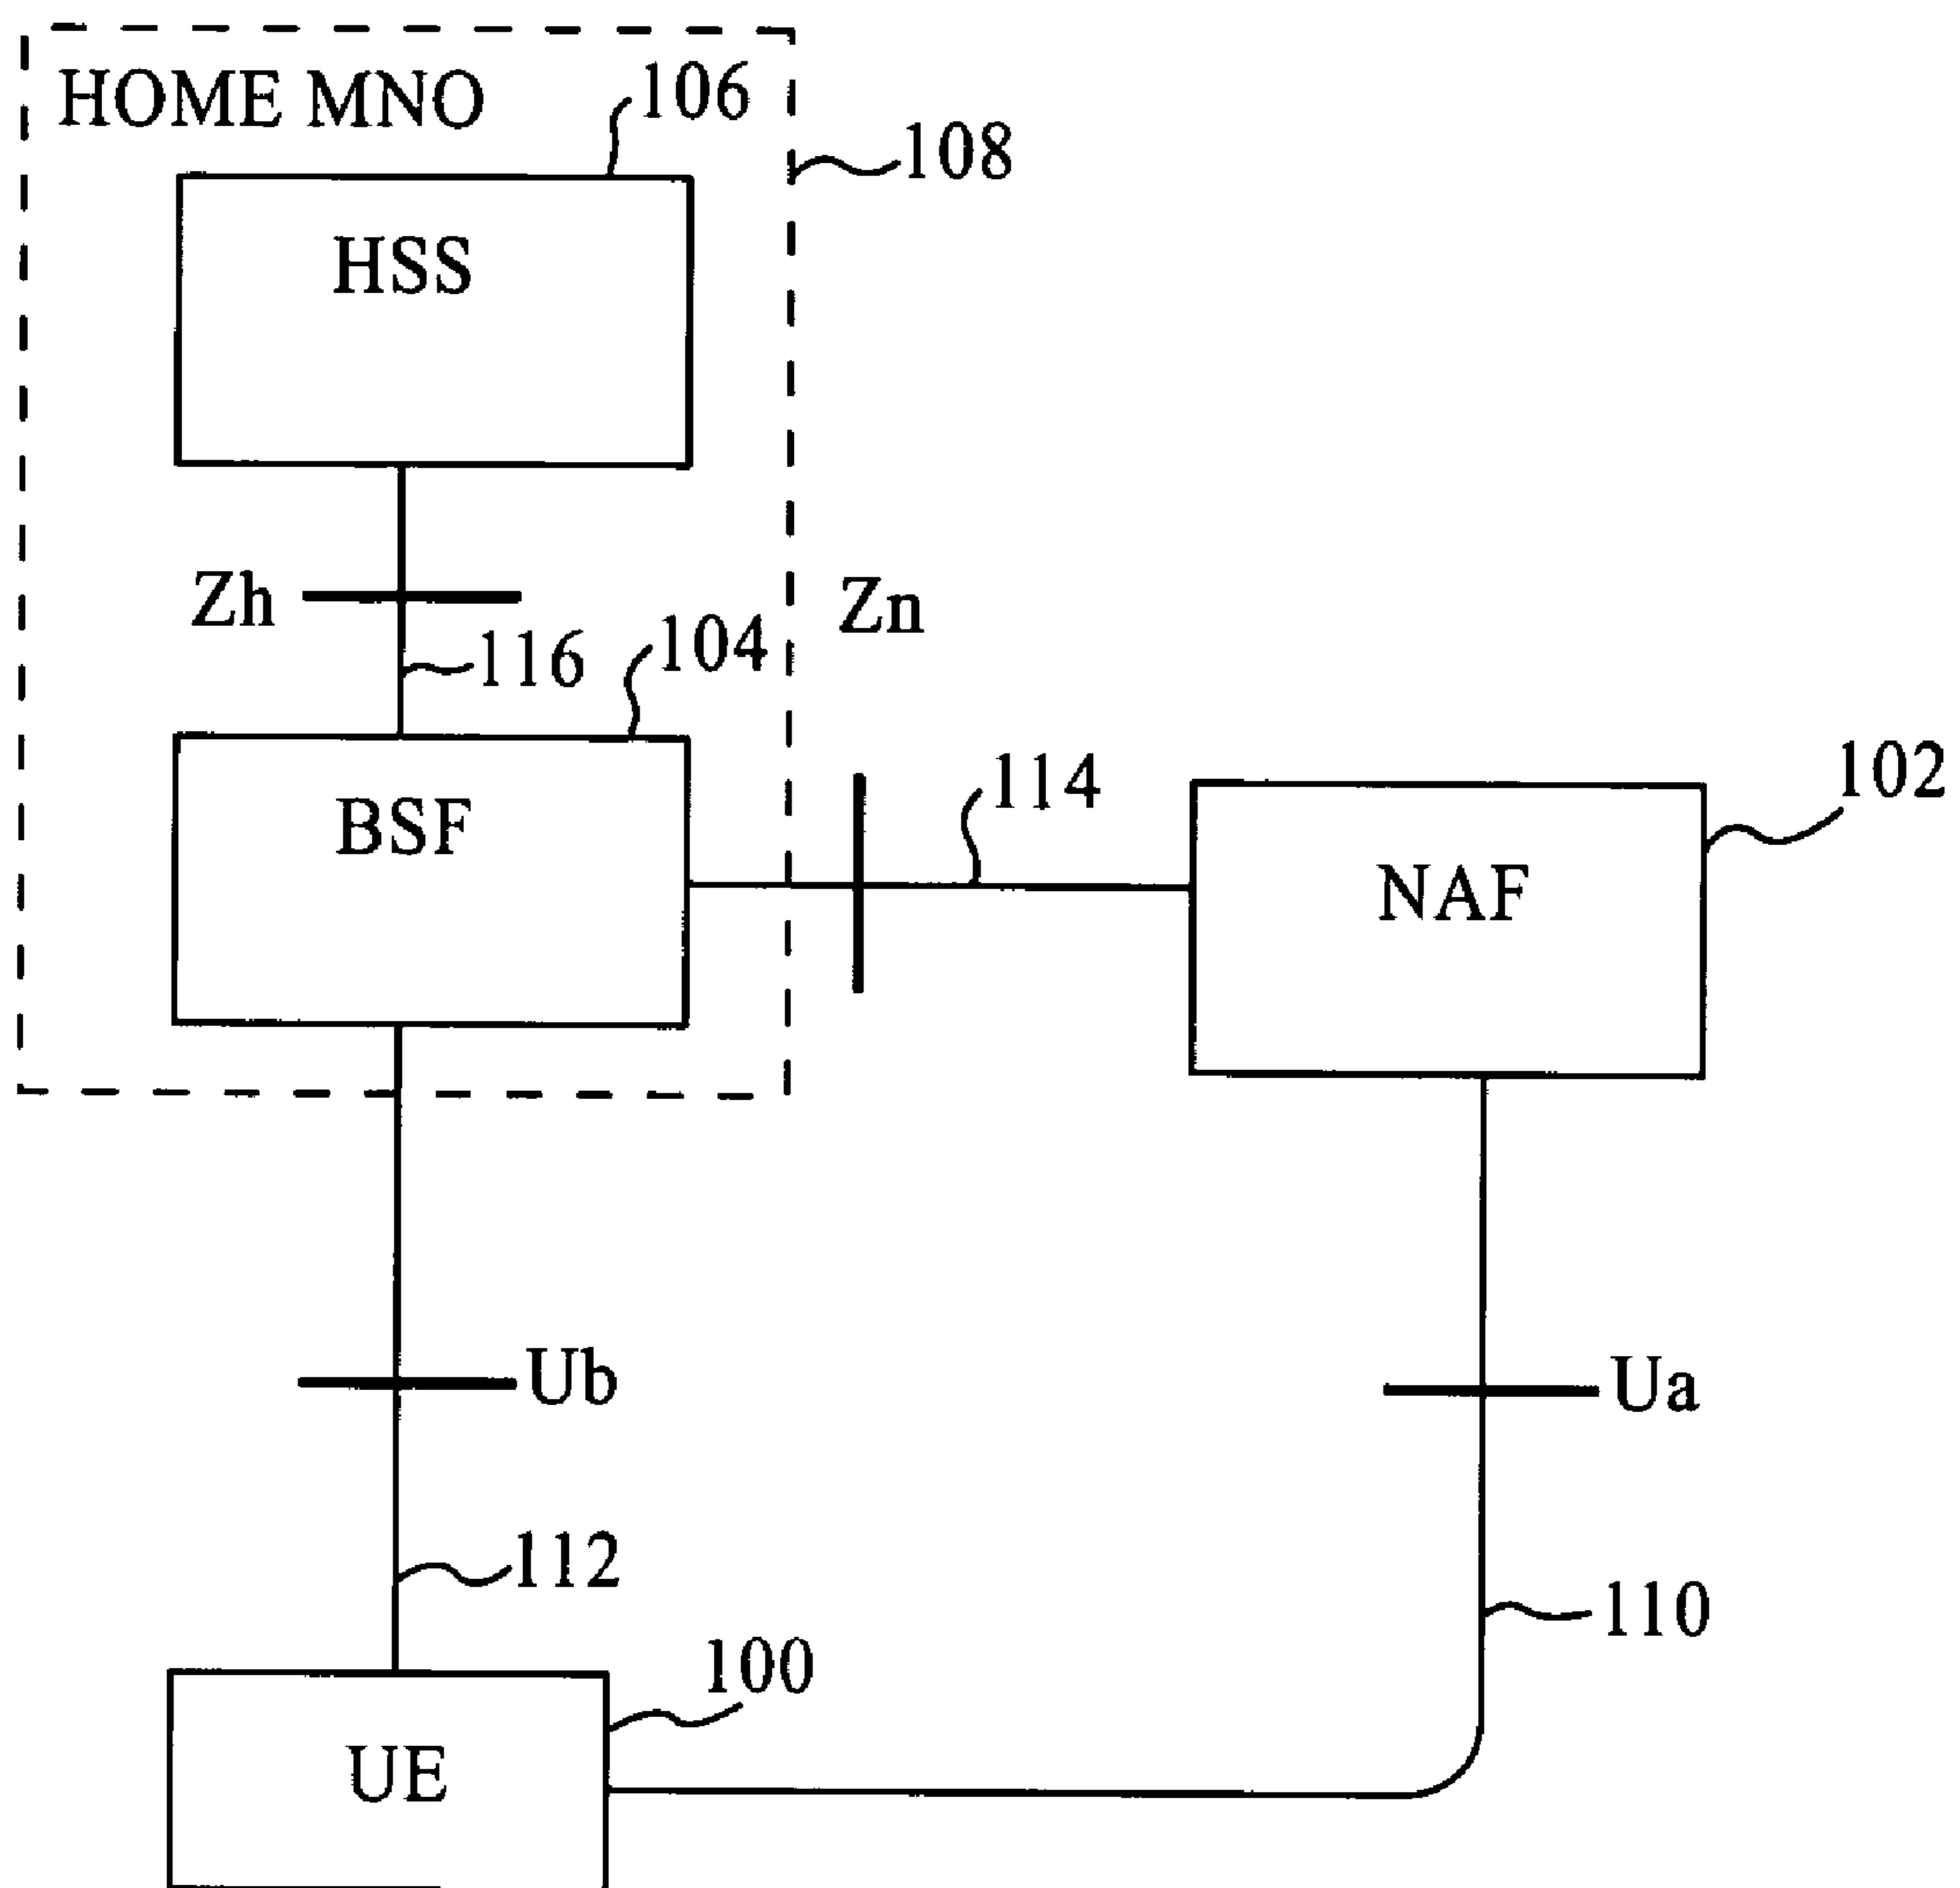 HOME MNO
106
108
HSS
Zh
Zn
116
104
114
102
BSF
NAF
Ub
Ua
112
110
100
UE